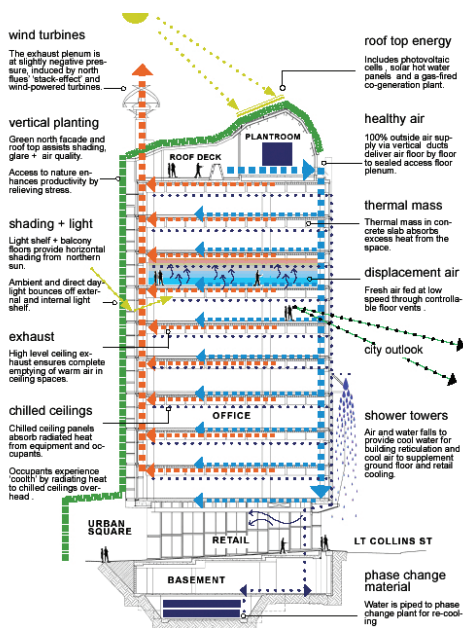 wind turbines
The exhaust plenum is
at slightly negative pres-
sure, induced by north
flues' 'stack-effect' and
wind-powered turbines.
vertical planting
Green north facade and
roof top assists shading,
glare + air quality.
Access to nature en-
hances productivity by
relieving stress.
shading + light
Light shelf + balcony
floors provide horizontal
shading from northern
sun.
Ambient and direct day
light bounces off exter-
nal and internal light
shelf.
exhaust
High level ceiling ex-
haust ensures complete
emptying of warm air in
ceiling spaces.
chilled ceilings
Chilled ceiling panels
absorb radiated heat
from equipment and oc-
cupants.
Occupants experience
'coolth' by radiating heat
to chilled ceilings over-
head .
PLANTROOM
ROOF DECK
OFFICE
URBAN
SQUARE
RETAIL
LT COLLINS ST
BASEMENT
roof top energy
Includes photovoltaic
cells , solar hot water
panels and a gas-fired
co-generation plant.
healthy air
100% outside air sup-
ply via vertical ducts
deliver air floor by floor
to sealed access floor
plenum.
thermal mass
Thermal mass in con-
crete slab absorbs
excess heat from the
space.
displacement air
Fresh air fed at low
speed through controlla-
ble floor vents .
city outlook
shower towers
Air and water falls to
provide cool water for
building reticulation and
cool air to supplement
ground floor and retail
cooling.
phase change
material
Water is piped to phase
change plant for re-cool-
ing